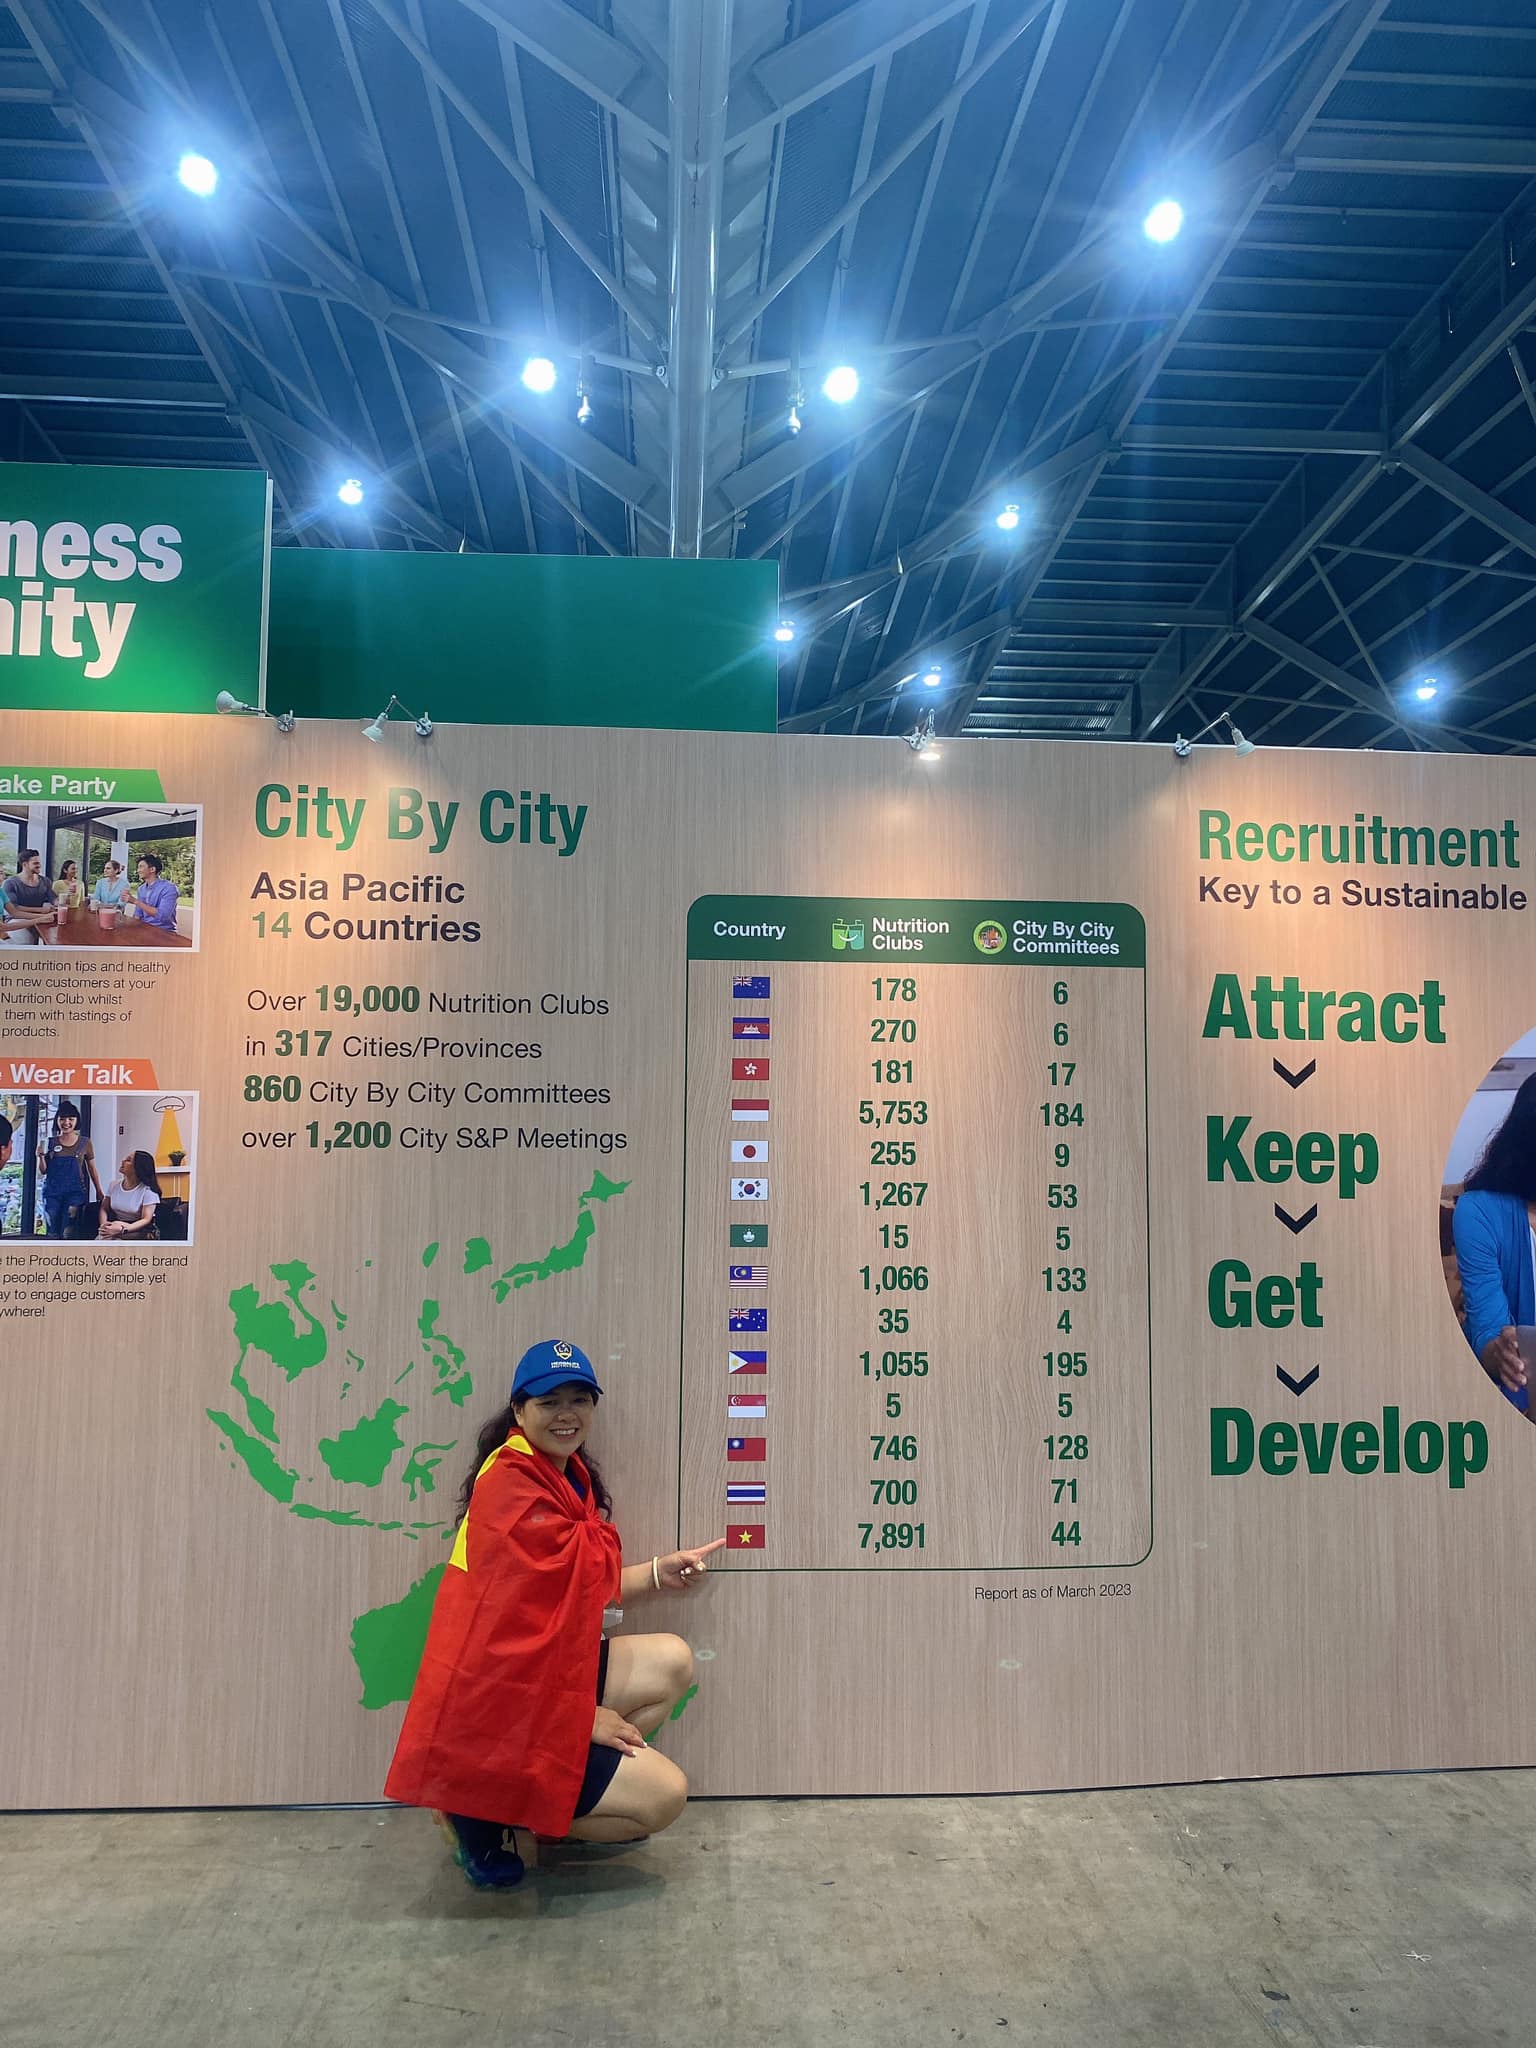 ness
nity
ake Party
ood nutrition tips and healthy
th new customers at your
Nutrition Club whilst
them with tastings of
products.
Wear Talk
the Products, Wear the brand
people! A highly simple yet
ay to engage customers
ywhere!
City By City
Asia Pacific
14 Countries
Over 19,000 Nutrition Clubs
in 317 Cities/Provinces
860 City By City Committees
over 1,200 City S&P Meetings
LA
HERBALIFE
NUTRITION
Country Nutrition Clubs City By City Committees
178 6
270 6
181 17
5,753 184
255 9
1,267 53
15 5
1,066 133
35 4
1,055 195
5 5
746 128
700 71
7,891 44
Report as of March 2023
Recruitment
Key to a Sustainable
Attract
Keep
Get
Develop